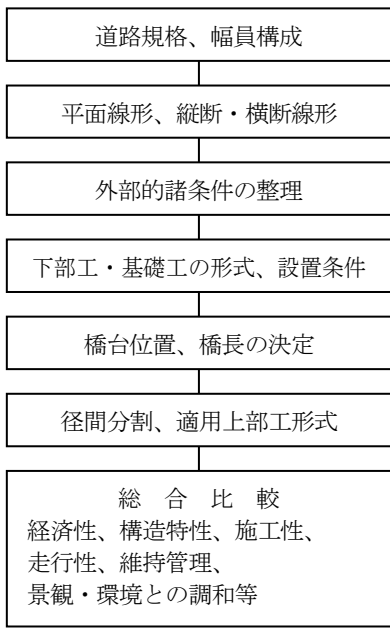 道路規格、幅員構成
平面線形、縦断・横断線形
外部的諸条件の整理
下部工・基礎工の形式、設置条件
橋台位置、橋長の決定
径間分割、適用上部工形式
総 合 比 較
経済性、構造特性、施工性、
走行性、維持管理、
景観・環境との調和等